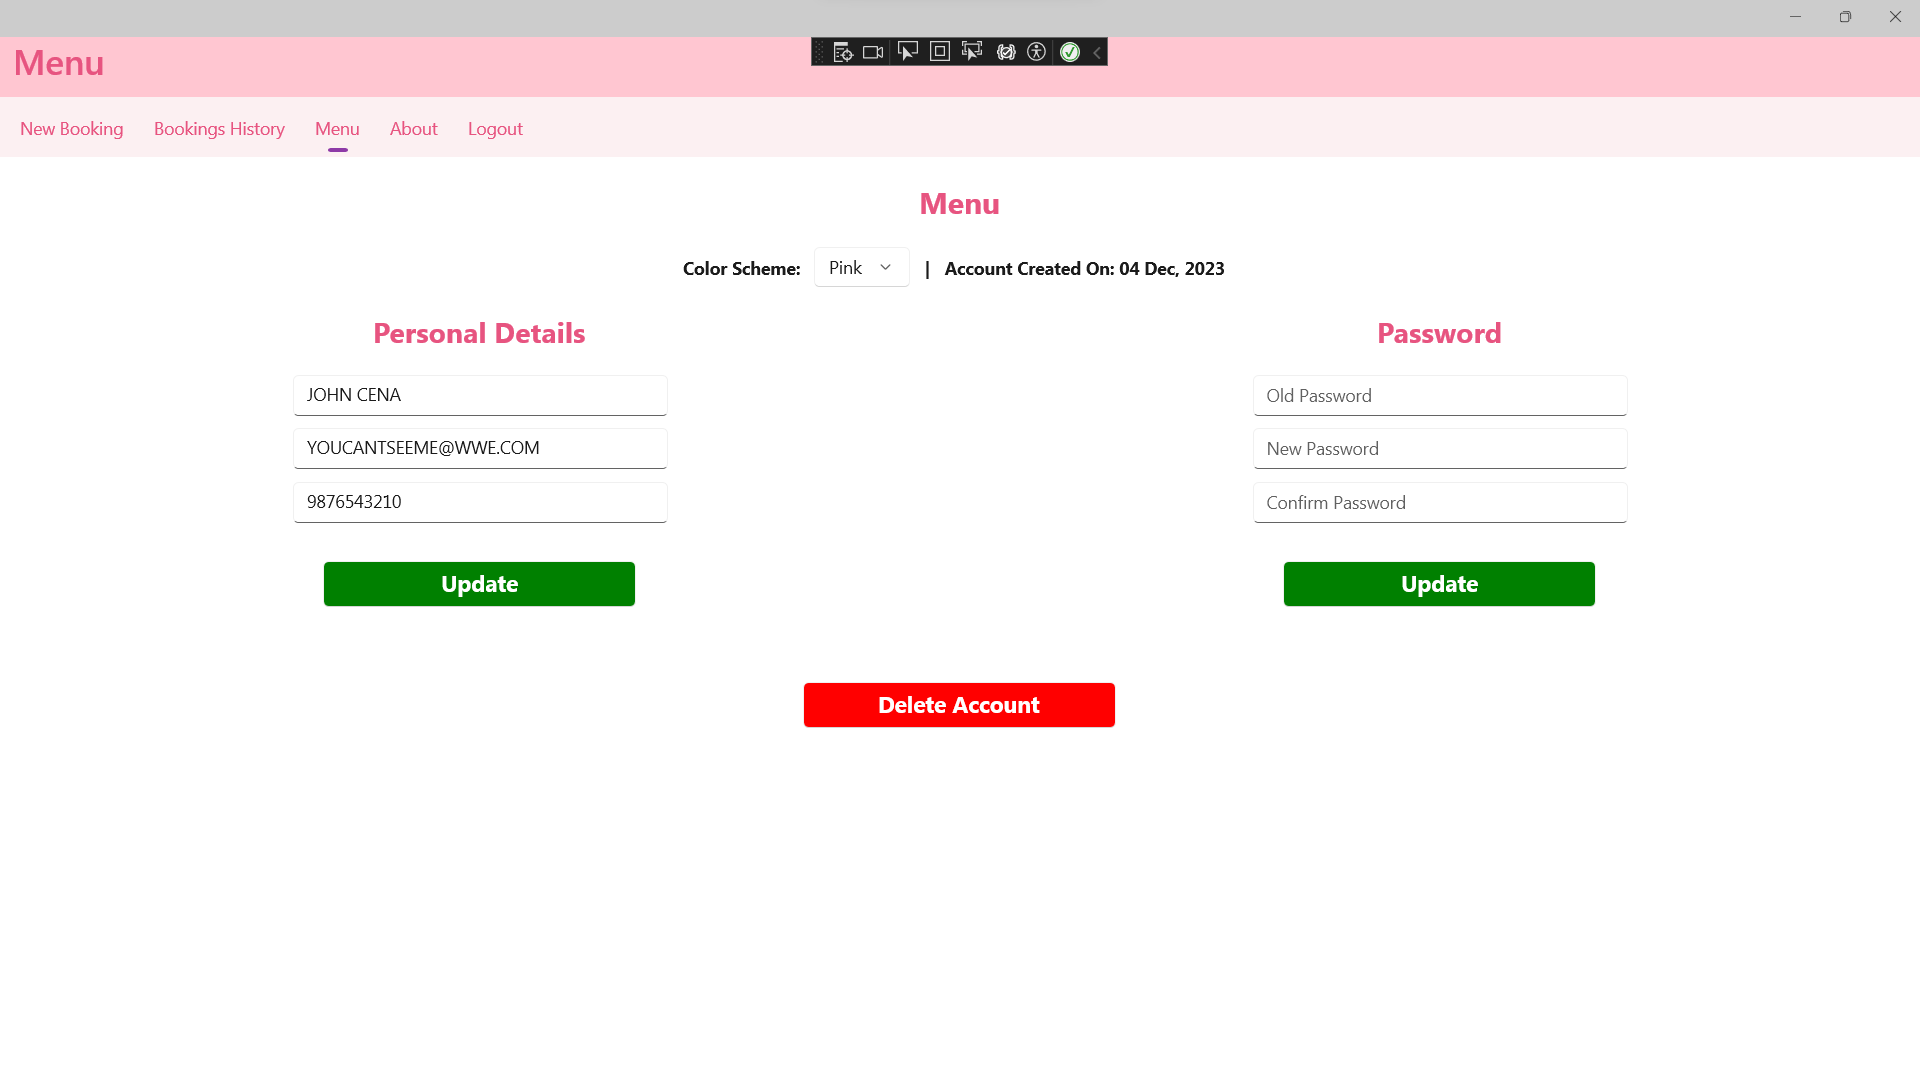 Menu
New Booking Bookings History Menu About Logout
Menu
Color Scheme: Pink | Account Created On: 04 Dec, 2023
Personal Details
JOHN CENA
YOUCANTSEEME@WWE.COM
9876543210
Update
Password
Old Password
New Password
Confirm Password
Update
Delete Account